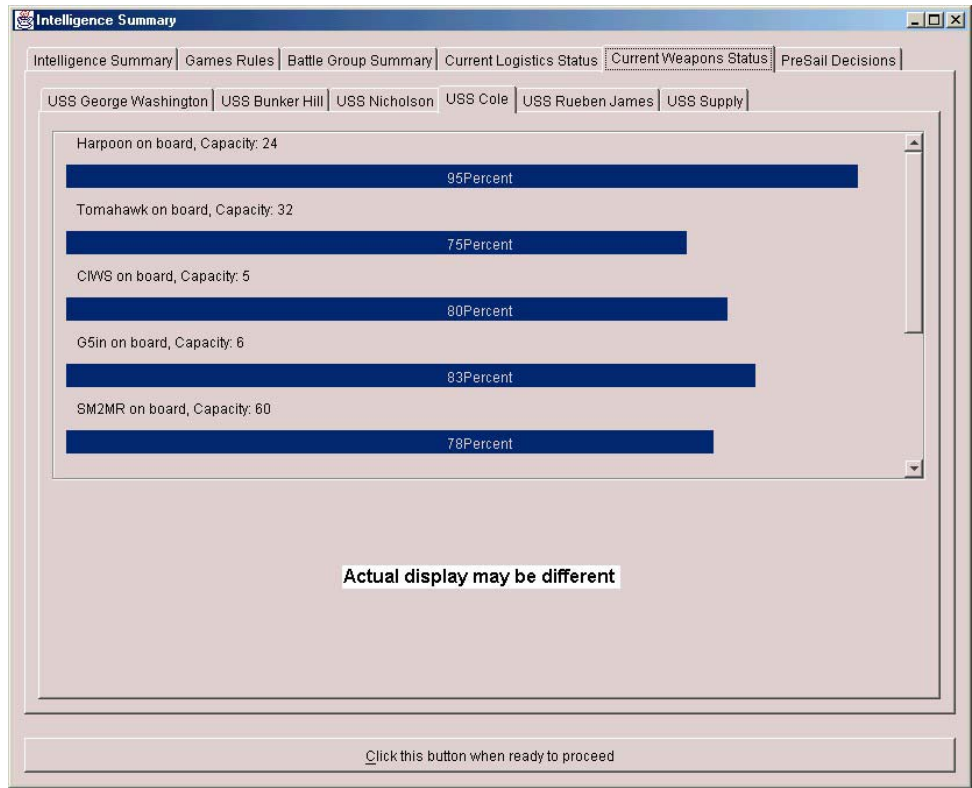 Intelligence Summary
Intelligence Summary Games Rules Battle Group Summary Current Logistics Status Current Weapons Status PreSail Decisions
USS George Washington USS Bunker Hill USS Nicholson USS Cole USS Rueben James USS Supply
Harpoon on board, Capacity: 24
95Percent
Tomahawk on board, Capacity: 32
75Percent
CIWS on board, Capacity: 5
80Percent
G5in on board, Capacity: 6
83Percent
SM2MR on board, Capacity: 60
78Percent
Actual display may be different
Click this button when ready to proceed